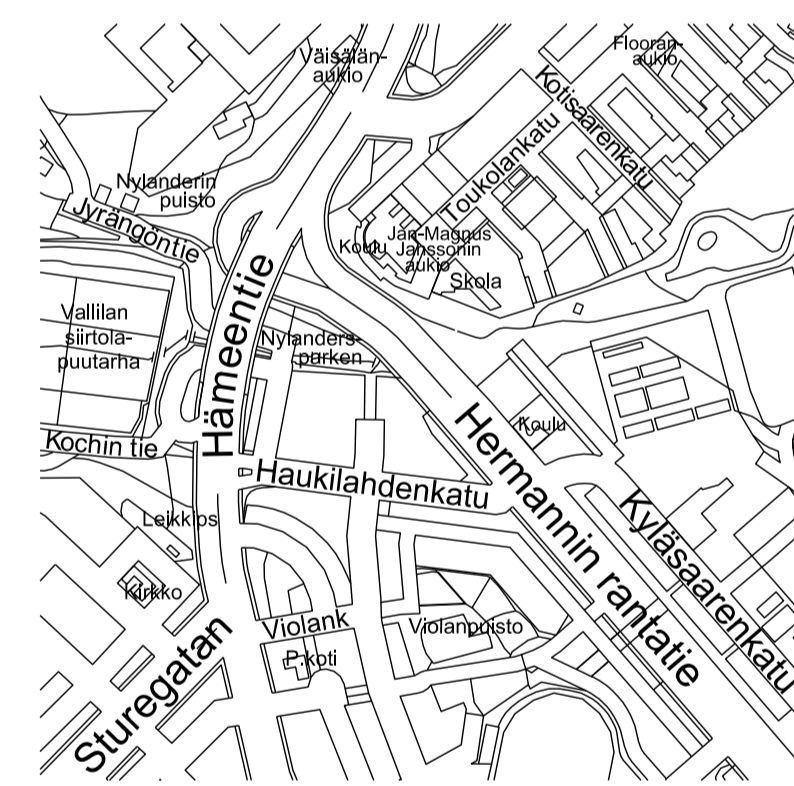 Väisälän-
aukio
Flooran-
aukio
Kotisaarenkatu
Toukolankatu
Nylanderin
puisto
Jyrängöntie
Koulu
Jan-Magnus
Janssonin
aukio
Skola
Hämeentie
Vallilan
siirtola-
puutarha
Nylanders-
parken
Kochin tie
Haukilahdenkatu
Hermannin rantatie
Koulu
Kyläsaarenkatu
Leikkips
Kirkko
Sturegatan
Violank
Violanpuisto
P.koti